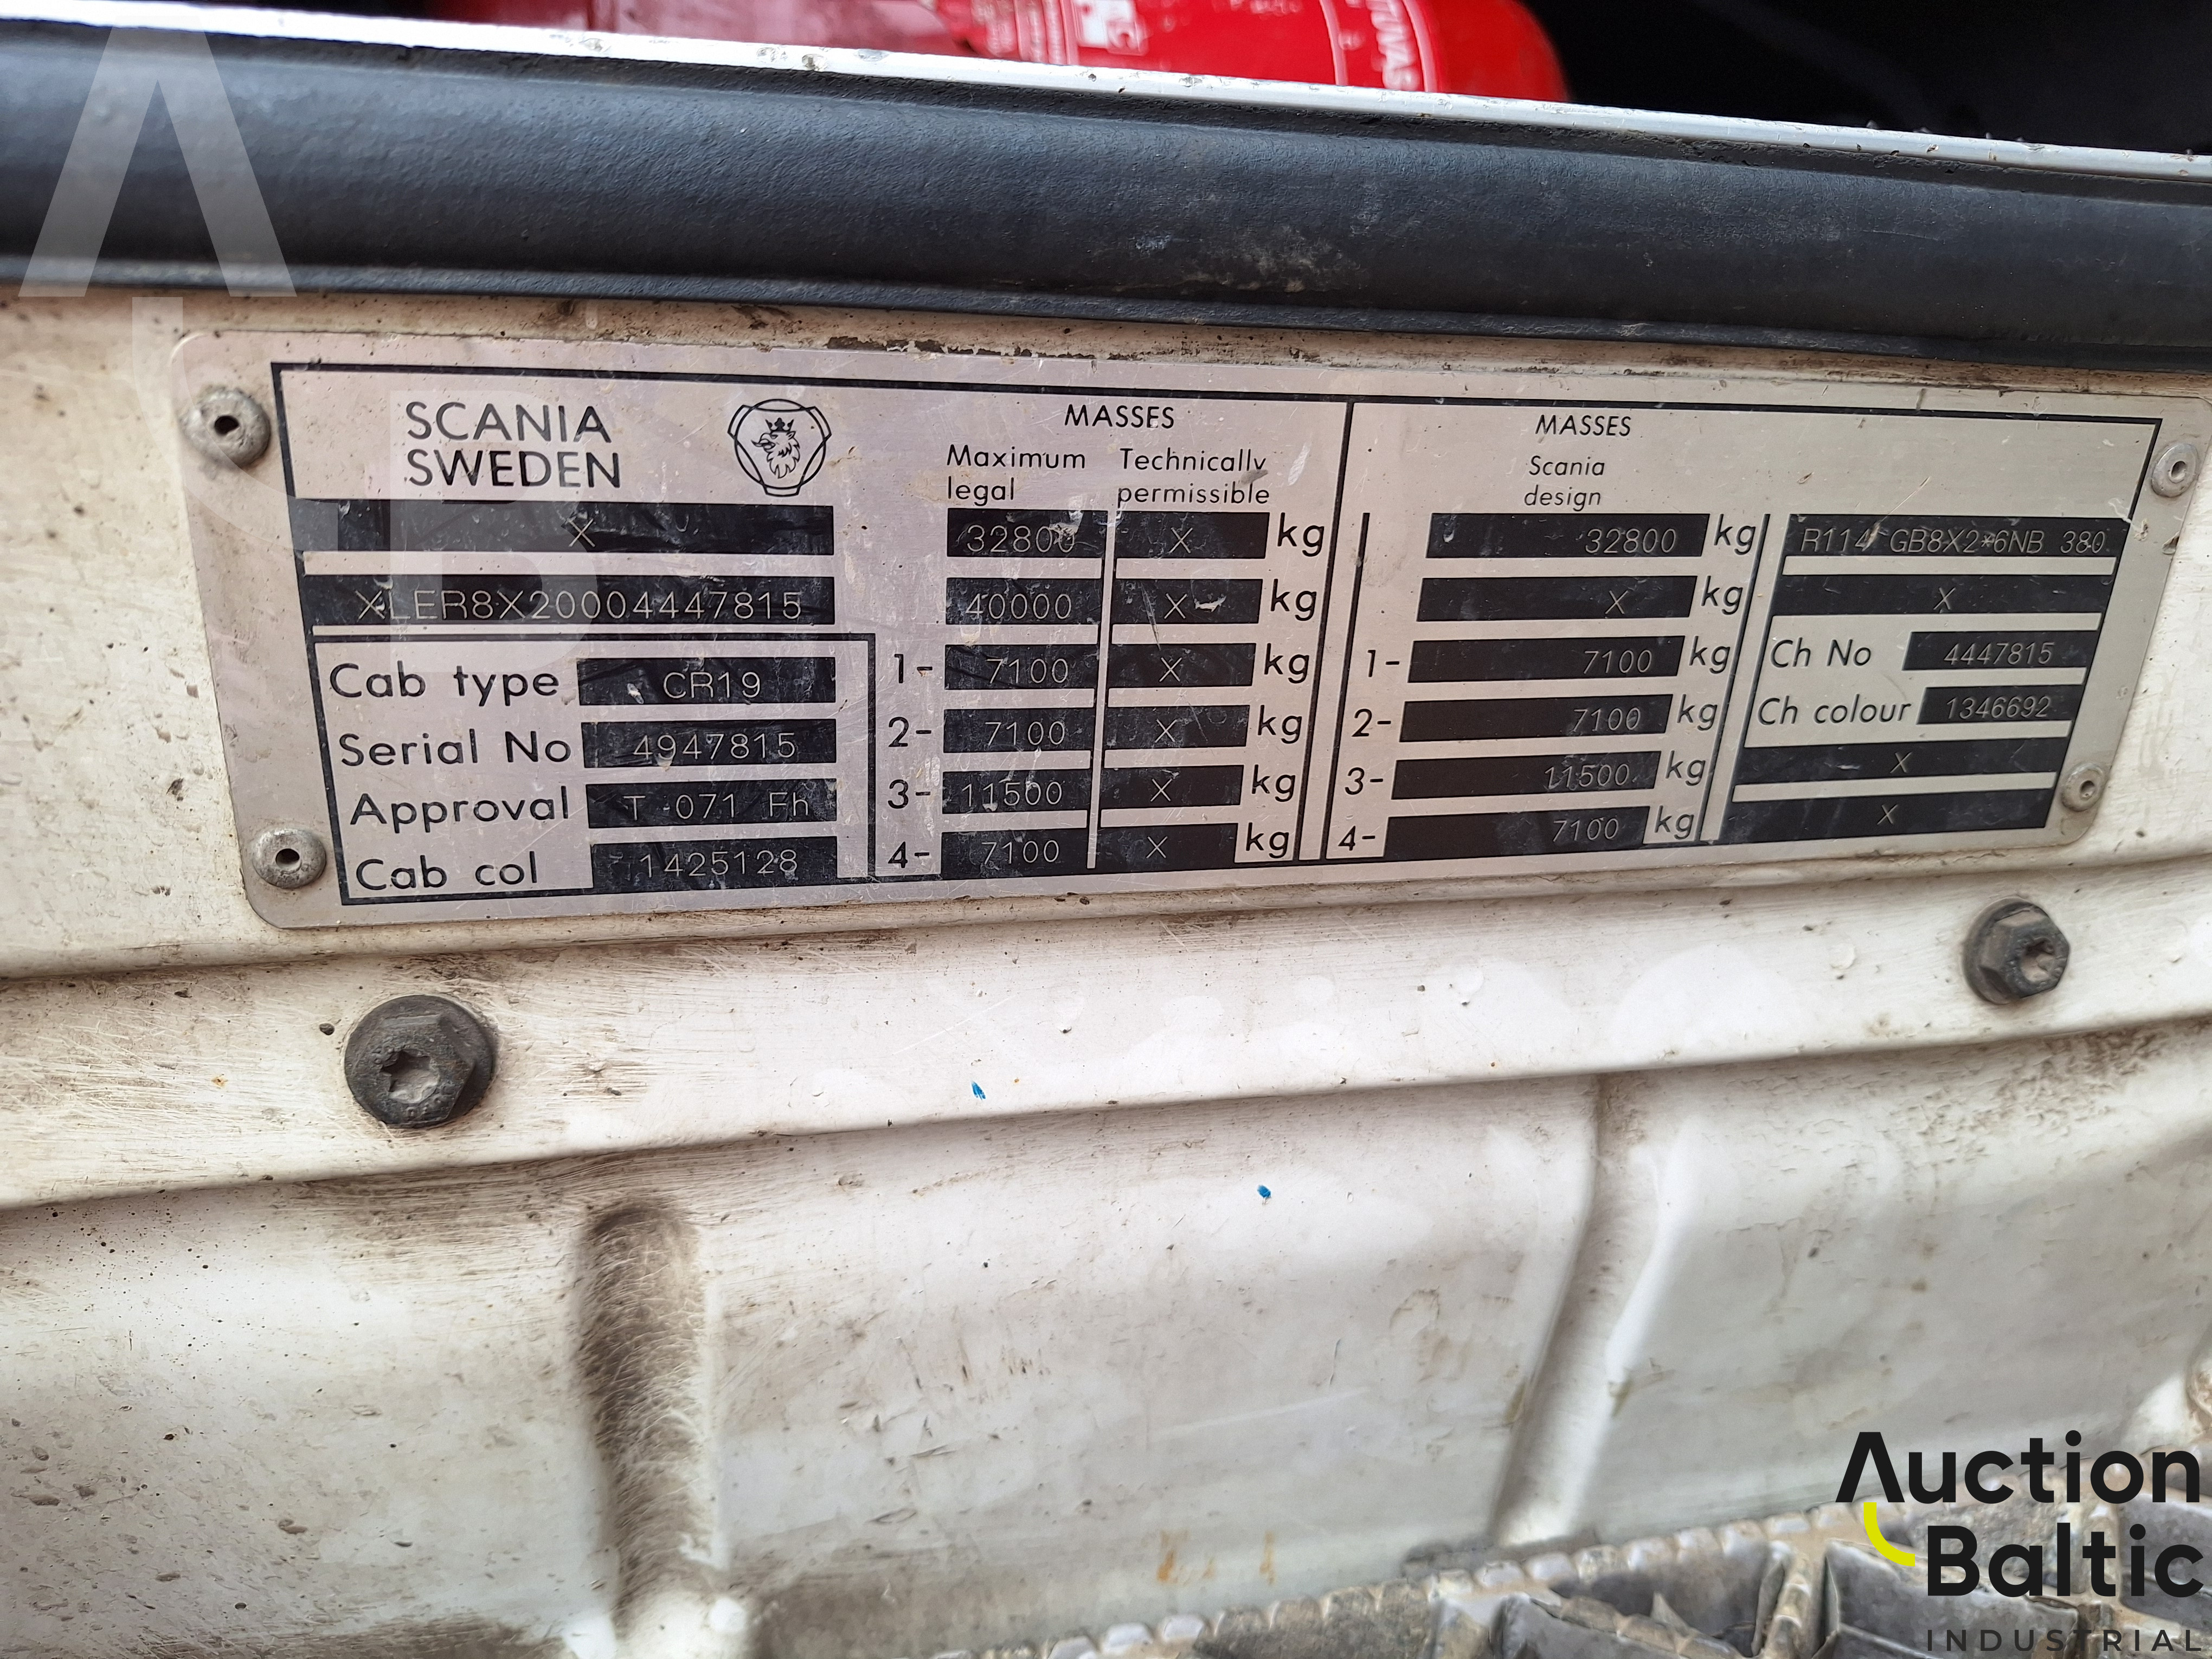 SCANIA
SWEDEN
X
XLER8X20004447815
Cab type CR19
Serial No 4947815
Approval T 071 Fh
Cab col 1425128
MASSES
Maximum legal Technically permissible
32800 X kg
40000 X kg
1- 7100 X kg
2- 7100 X kg
3- 11500 X kg
4- 7100 X kg
MASSES
Scania
design
32800 kg
X kg
1- 7100 kg
2- 7100 kg
3- 11500 kg
4- 7100 kg
R114 GB8X2*6NB 380
X
Ch No 4447815
Ch colour 1346692
X
X
Auction
Baltic
INDUSTRIAL